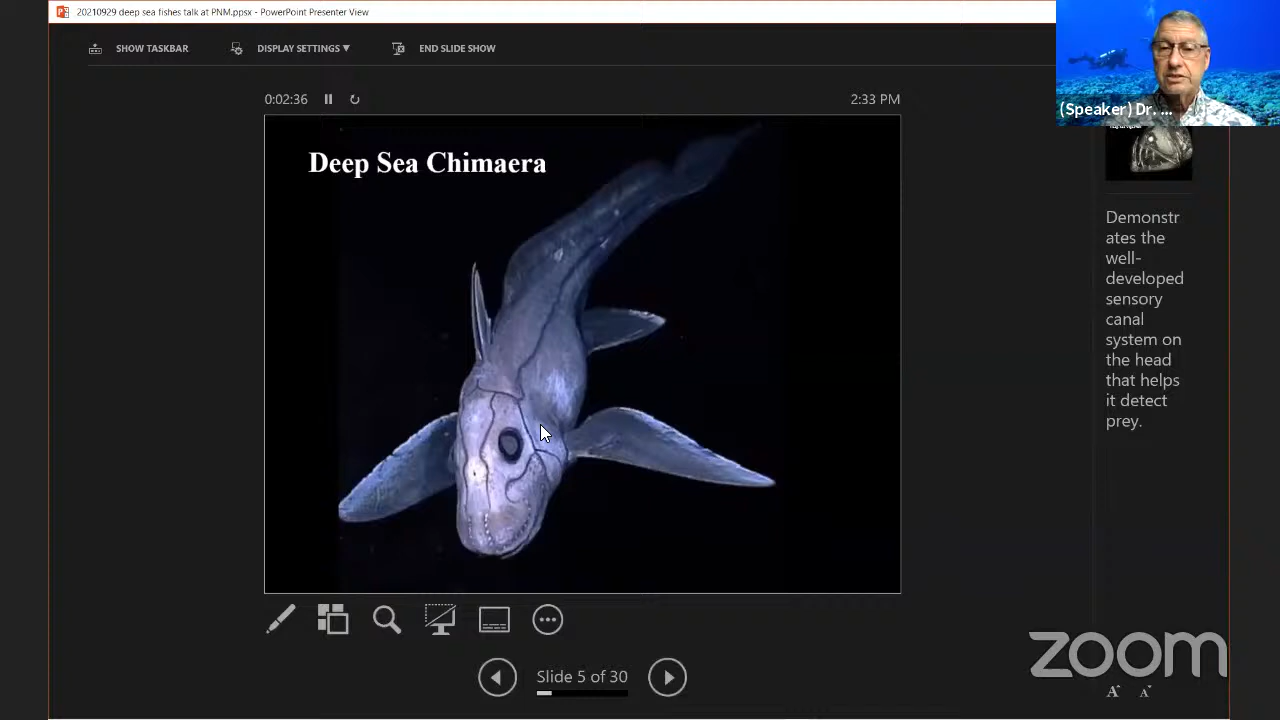 20210929 deep sea fishes talk at PNM.ppsx - PowerPoint Presenter View
SHOW TASKBAR
DISPLAY SETTINGS ▼
END SLIDE SHOW
(Speaker) Dr. ...
0:02:36
2:33 PM
Deep Sea Chimaera
Demonstr
ates the
well-
developed
sensory
canal
system on
the head
that helps
it detect
prey.
Slide 5 of 30
zoom
A A